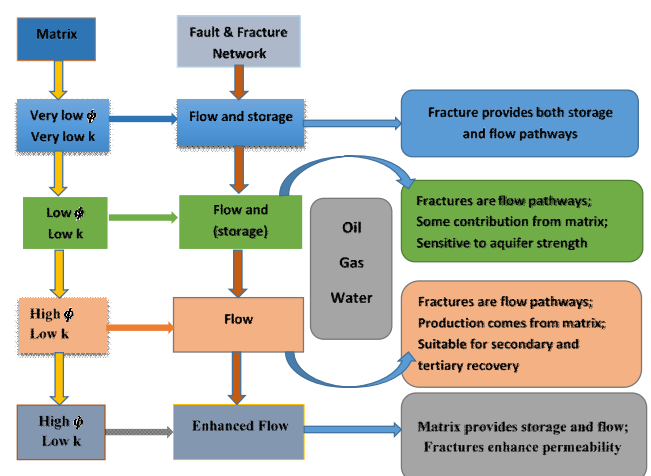 Matrix
Fault & Fracture
Network
Very low ϕ
Very low k
Flow and storage
Fracture provides both storage
and flow pathways
Low ϕ
Low k
Flow and
(storage)
Fractures are flow pathways;
Some contribution from matrix;
Sensitive to aquifer strength
Oil
Gas
Water
High ϕ
Low k
Flow
Fractures are flow pathways;
Production comes from matrix;
Suitable for secondary and
tertiary recovery
High ϕ
Low k
Enhanced Flow
Matrix provides storage and flow;
Fractures enhance permeability